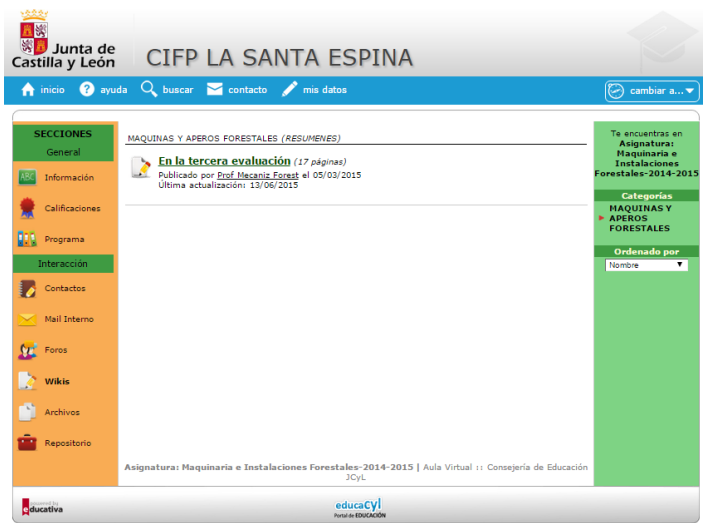 Junta de
Castilla y León
CIFP LA SANTA ESPINA
inicio ayuda buscar contacto mis datos cambiar a...
SECCIONES
General
Información
Calificaciones
Programa
Interacción
Contactos
Mail Interno
Foros
Wikis
Archivos
Repositorio
MAQUINAS Y APEROS FORESTALES (RESUMENES)
En la tercera evaluación (17 páginas)
Publicado por Prof Mecaniz Forest el 05/03/2015
Última actualización: 13/06/2015
Te encuentras en
Asignatura:
Maquinaria e
Instalaciones
Forestales-2014-2015
Categorías
MAQUINAS Y
APEROS
FORESTALES
Ordenado por
Nombre
Asignatura: Maquinaria e Instalaciones Forestales-2014-2015 | Aula Virtual :: Consejería de Educación
JCyL
powered by
educativa
educacyl
Portal de EDUCACIÓN